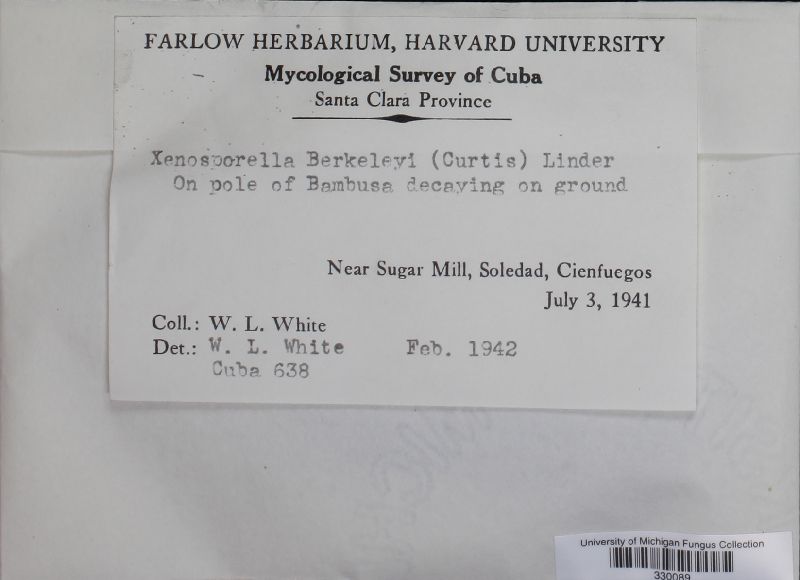 FARLOW HERBARIUM, HARVARD UNIVERSITY
Mycological Survey of Cuba
Santa Clara Province
Xenosporella Berkeleyi (Curtis) Linder
On pole of Bambusa decaying on ground
Near Sugar Mill, Soledad, Cienfuegos
July 3, 1941
Coll.: W. L. White
Det.: W. L. White Feb. 1942
Cuba 638
University of Michigan Fungus Collection
330089